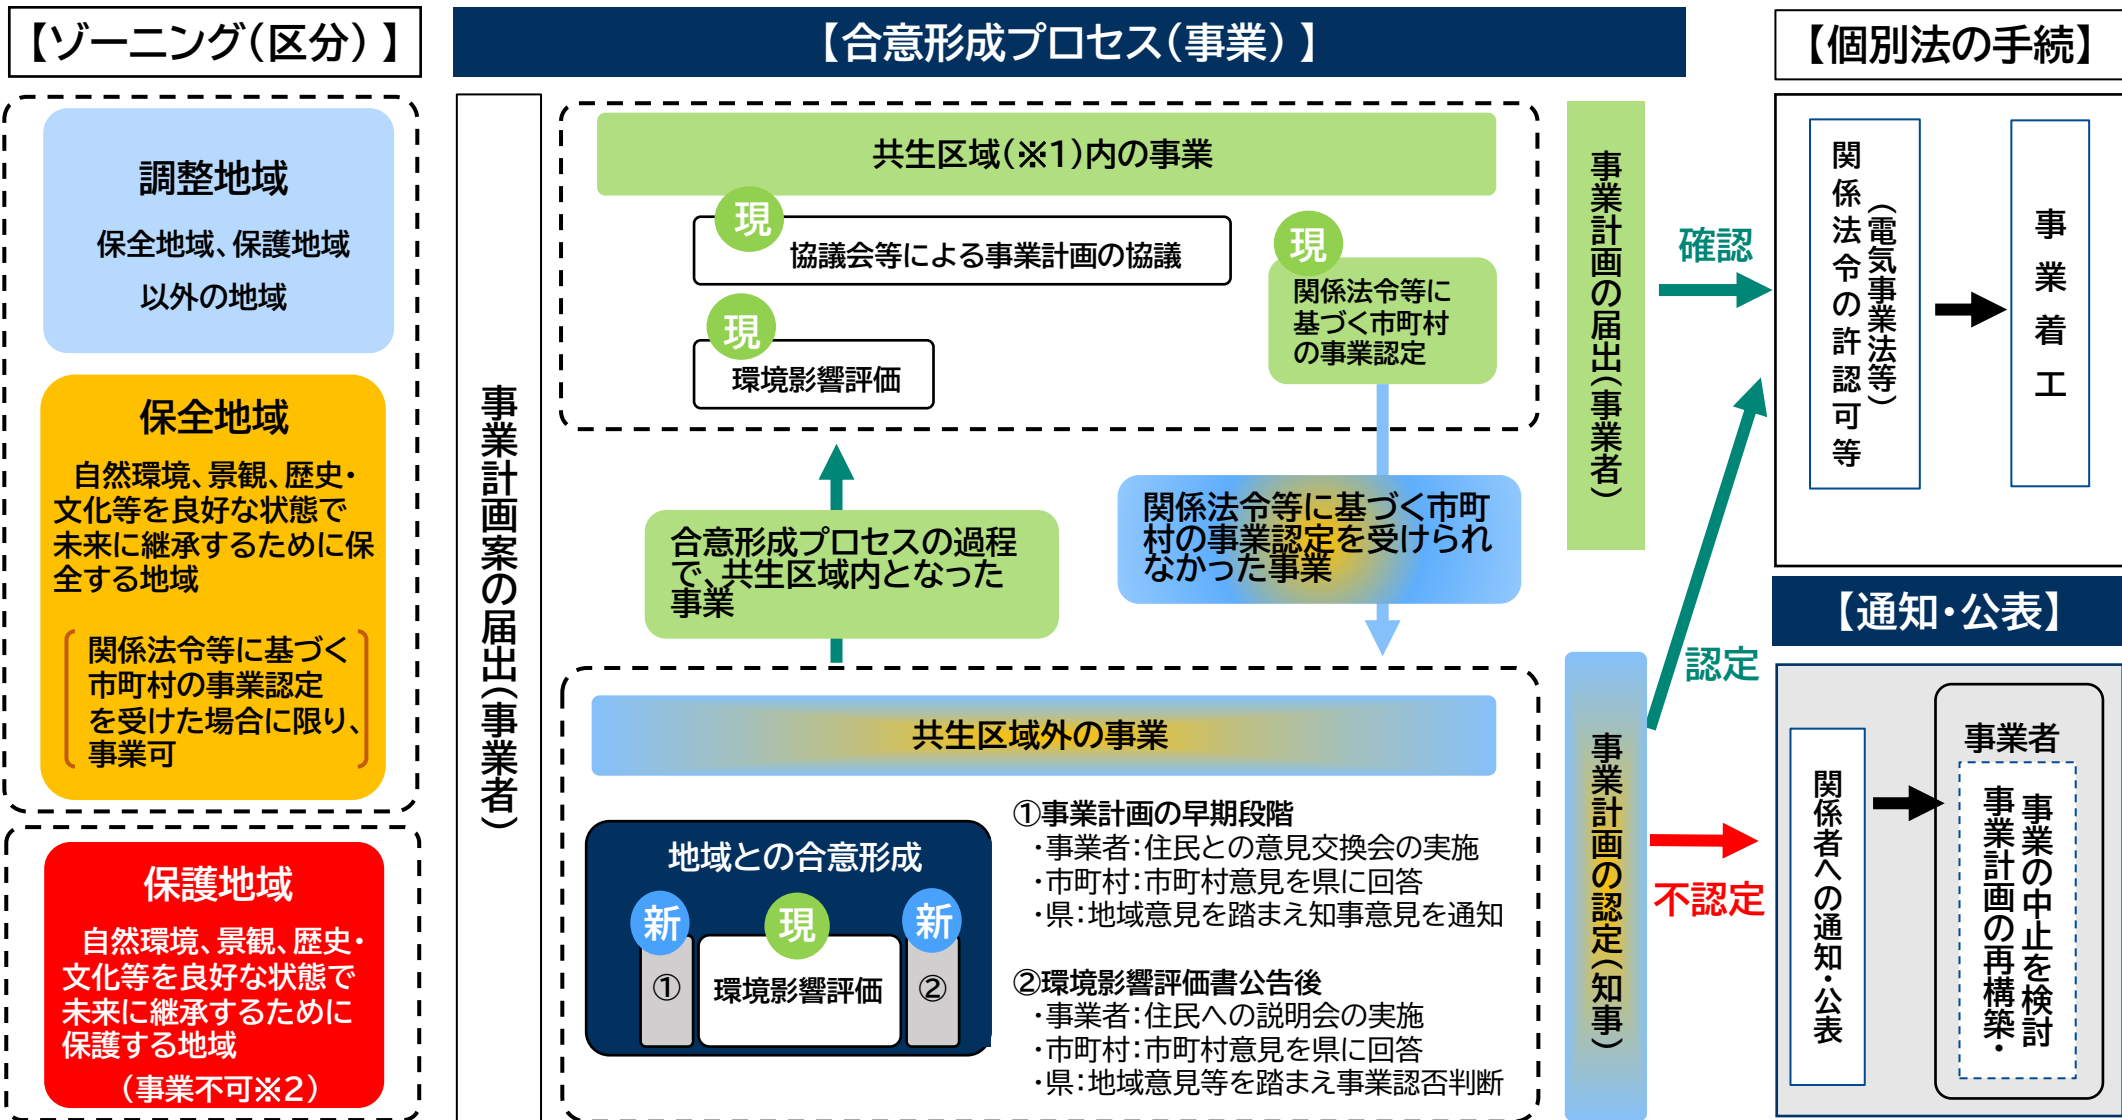 【ゾーニング(区分)】
調整地域
保全地域、保護地域
以外の地域
保全地域
自然環境、景観、歴史・
文化等を良好な状態で
未来に継承するために保
全する地域
関係法令等に基づく
市町村の事業認定
を受けた場合に限り、
事業可
保護地域
自然環境、景観、歴史・
文化等を良好な状態で
未来に継承するために
保護する地域
(事業不可※2)
【合意形成プロセス(事業)】
事業計画案の届出(事業者)
共生区域(※1)内の事業
現
協議会等による事業計画の協議
現
環境影響評価
現
関係法令等に
基づく市町村
の事業認定
合意形成プロセスの過程
で、共生区域内となった
事業
関係法令等に基づく市町
村の事業認定を受けられ
なかった事業
共生区域外の事業
地域との合意形成
新
現
新
①
環境影響評価
②
①事業計画の早期段階
・事業者:住民との意見交換会の実施
・市町村:市町村意見を県に回答
・県:地域意見を踏まえ知事意見を通知
②環境影響評価書公告後
・事業者:住民への説明会の実施
・市町村:市町村意見を県に回答
・県:地域意見等を踏まえ事業認否判断
事業計画の届出(事業者)
事業計画の認定(知事)
確認
認定
不認定
【個別法の手続】
関係法令の許認可等
(電気事業法等)
事業着工
【通知・公表】
関係者への通知・公表
事業者
事業計画の再構築・
事業の中止を検討